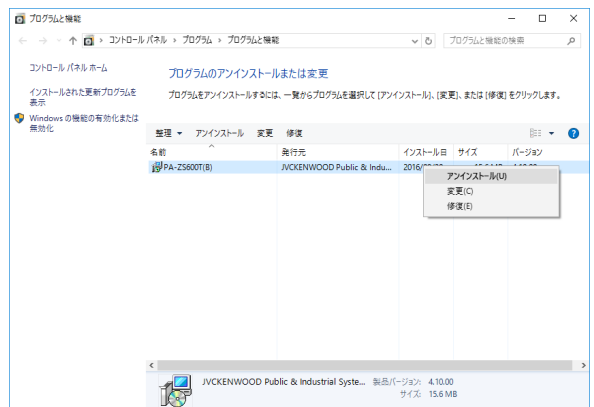 プログラムと機能
コントロール パネル › プログラム › プログラムと機能
プログラムと機能の検索
コントロール パネル ホーム
インストールされた更新プログラムを
表示
Windows の機能の有効化または
無効化
プログラムのアンインストールまたは変更
プログラムをアンインストールするには、一覧からプログラムを選択して [アンインストール]、[変更]、または [修復] をクリックします。
整理 アンインストール 変更 修復
名前 発行元 インストール日 サイズ バージョン
PA-ZS600T(B) JVCKENWOOD Public & Indu...
アンインストール(U)
変更(C)
修復(E)
JVCKENWOOD Public & Industrial Syste... 製品バージョン: 4.10.00
サイズ: 15.6 MB